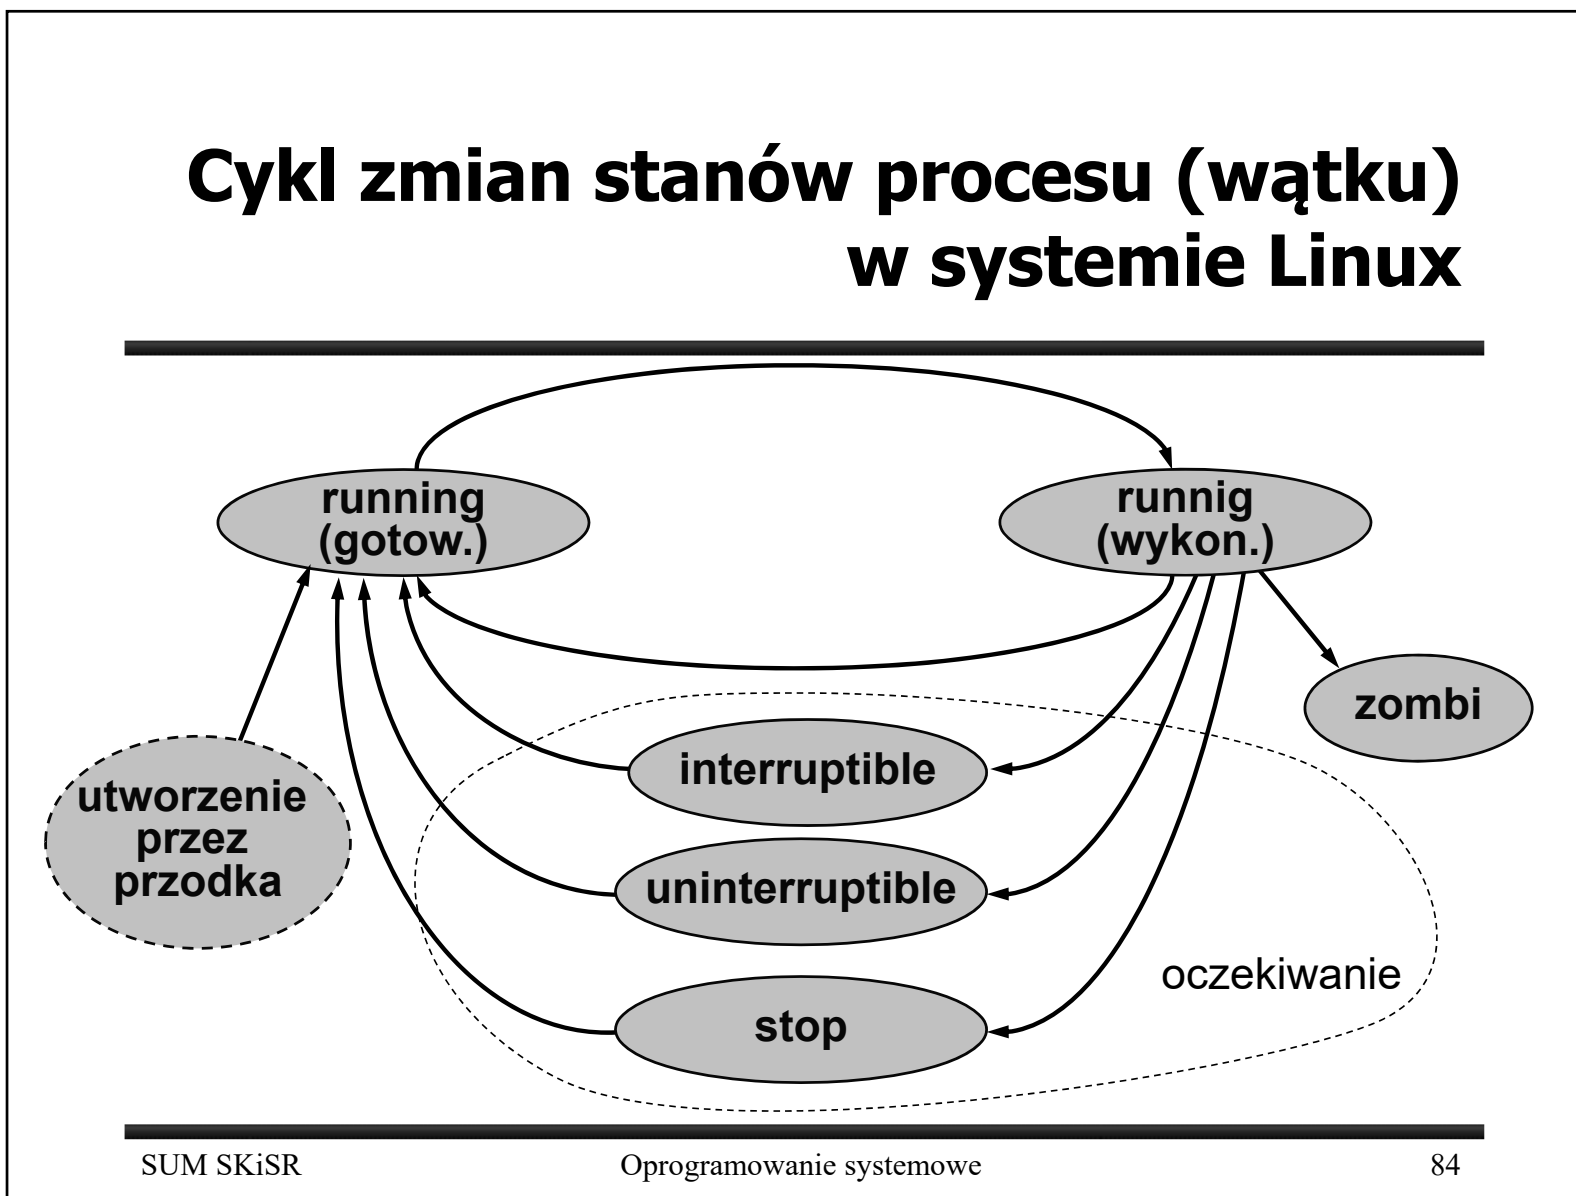 Cykl zmian stanów procesu (wątku)
w systemie Linux
running
(gotow.)
runnig
(wykon.)
zombi
interruptible
utworzenie
przez
przodka
uninterruptible
oczekiwanie
stop
SUM SKiSR
Oprogramowanie systemowe
84